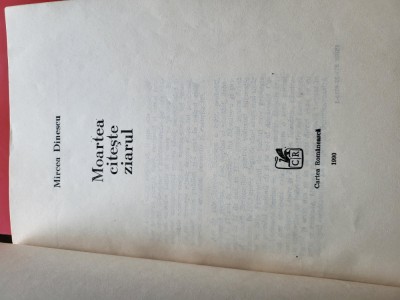 Mircea Dinescu
Moartea
citește
ziarul
CR
Cartea Românească
1990